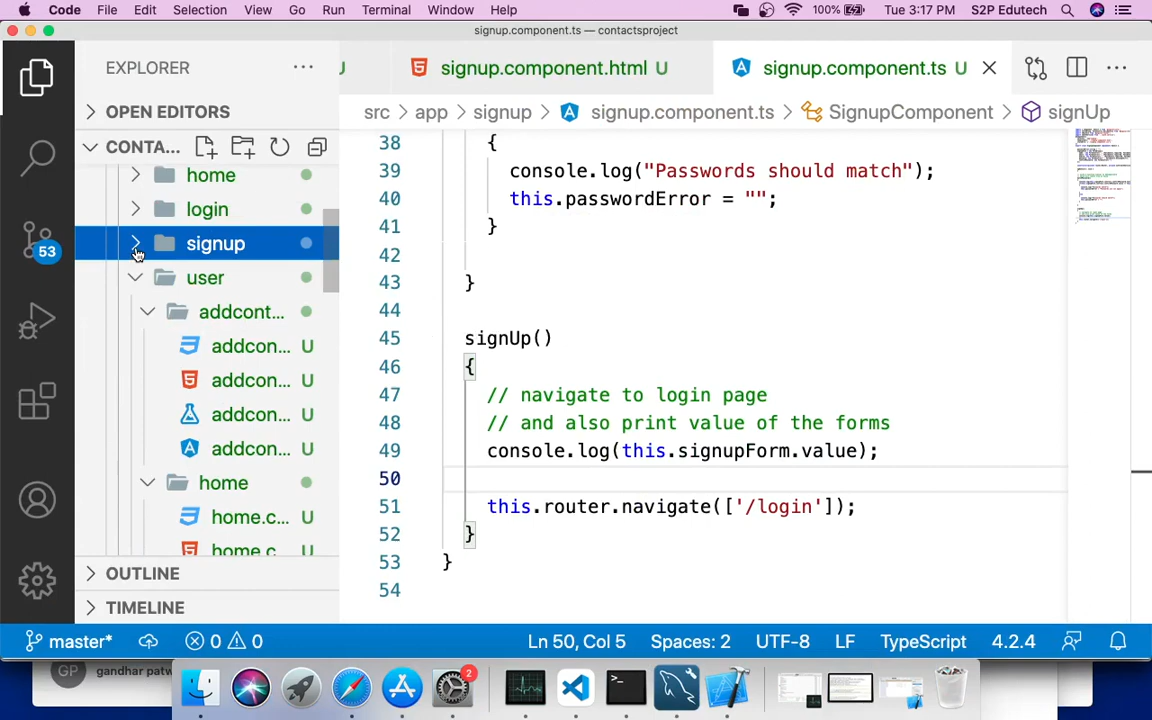 Code File Edit Selection View Go Run Terminal Window Help 100% Tue 3:17 PM S2P Edutech
signup.component.ts — contactsproject
EXPLORER
U signup.component.html U signup.component.ts U
OPEN EDITORS
src > app > signup > signup.component.ts > SignupComponent > signUp
CONTA...
home
login
signup
user
addcont...
addcon... U
addcon... U
addcon... U
addcon... U
home
home.c... U
home.c
OUTLINE
TIMELINE
53
38 {
39 console.log("Passwords should match");
40 this.passwordError = "";
41 }
42
43 }
44
45 signUp()
46 {
47 // navigate to login page
48 // and also print value of the forms
49 console.log(this.signupForm.value);
50
51 this.router.navigate(['/login']);
52 }
53 }
54
master* 0 0 Ln 50, Col 5 Spaces: 2 UTF-8 LF TypeScript 4.2.4
GP gandhar patw
2